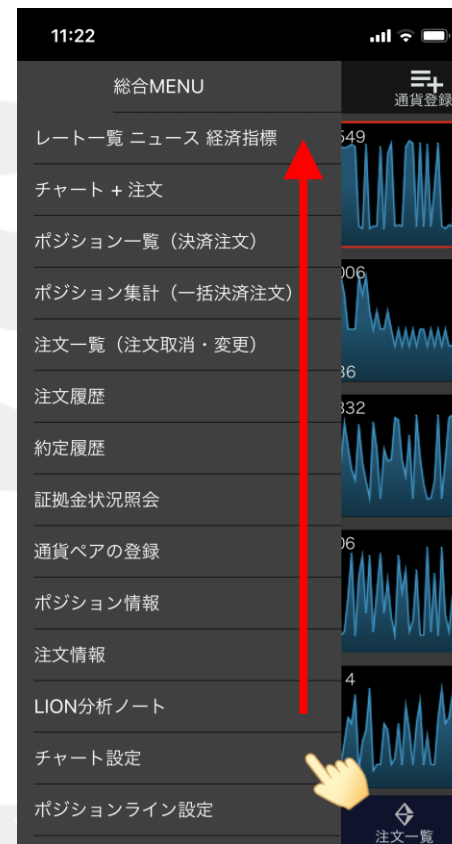 11:22
総合MENU
通貨登録
レート一覧 ニュース 経済指標
549
チャート + 注文
ポジション一覧（決済注文）
006
ポジション集計（一括決済注文）
注文一覧（注文取消・変更）
36
注文履歴
332
約定履歴
証拠金状況照会
通貨ペアの登録
06
ポジション情報
注文情報
4
LION分析ノート
チャート設定
ポジションライン設定
注文一覧